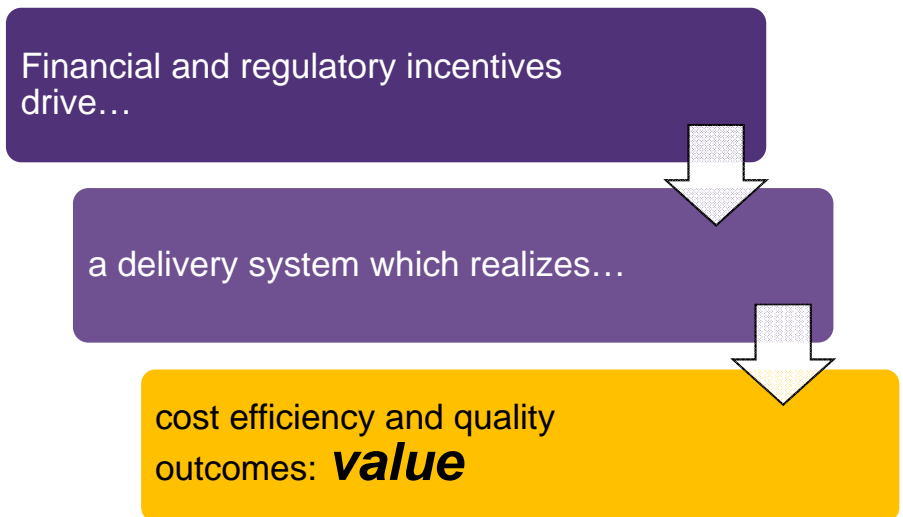 Financial and regulatory incentives
drive…
a delivery system which realizes…
cost efficiency and quality
outcomes: value